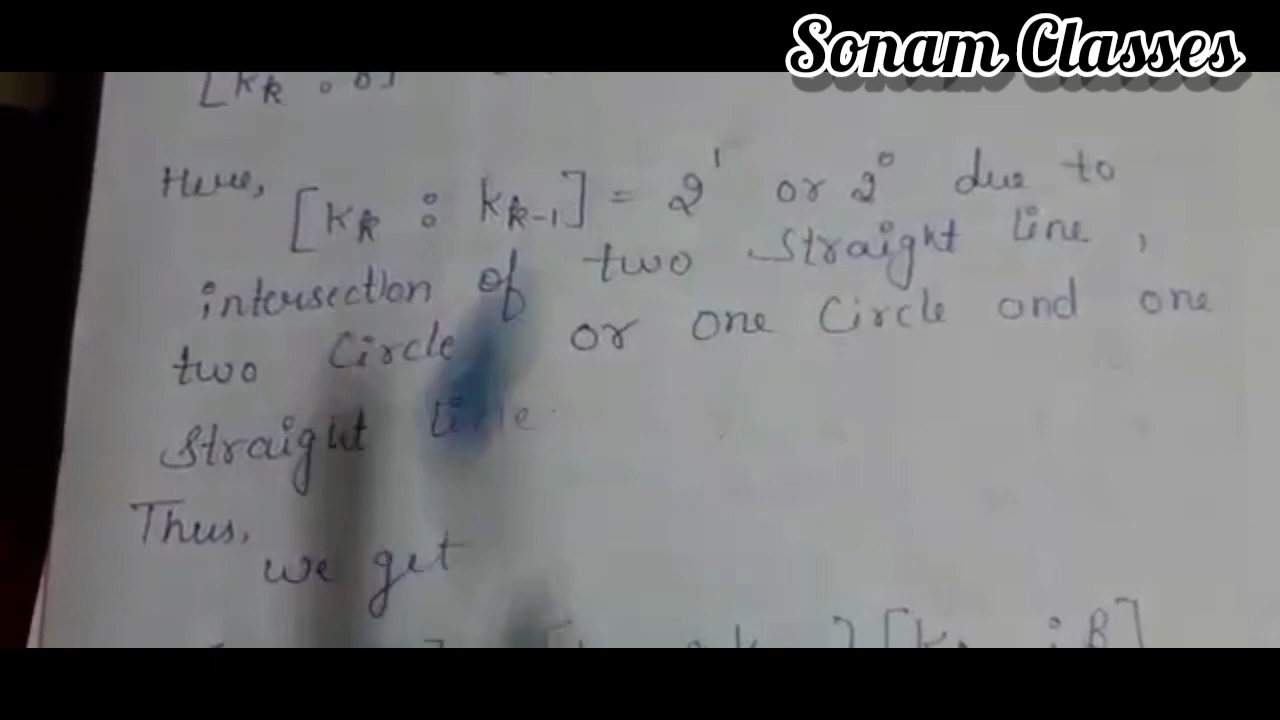 Sonam Classes
Here, [Kk : Kk-1] = 2¹ or 2⁰ due to
intersection of two straight line,
two Circle or one Circle and one
straight line.
Thus,
we get